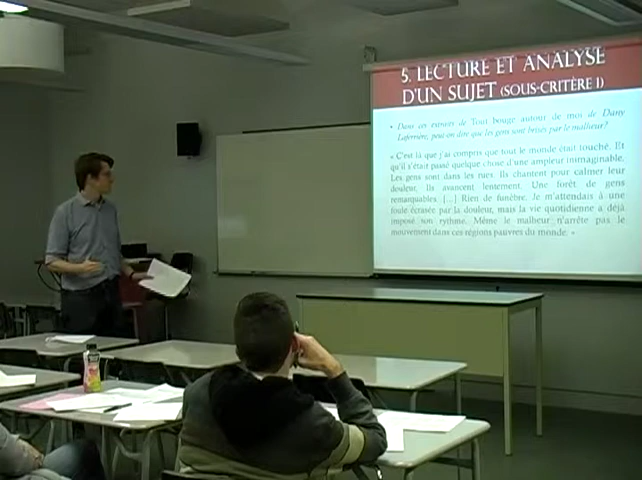 5. LECTURE ET ANALYSE
D'UN SUJET (SOUS-CRITÈRE 1)
• Dans ces extraits de Tout bouge autour de moi de Dany
Laferrière, peut-on dire que les gens sont brisés par le malheur?
« C'est là que j'ai compris que tout le monde était touché. Et
qu'il s'était passé quelque chose d'une ampleur inimaginable.
Les gens sont dans les rues. Ils chantent pour calmer leur
douleur. Ils avancent lentement. Une forêt de gens
remarquables. [...] Rien de funèbre. Je m'attendais à une
foule écrasée par la douleur, mais la vie quotidienne a déjà
imposé son rythme. Même le malheur n'arrête pas le
mouvement dans ces régions pauvres du monde. »